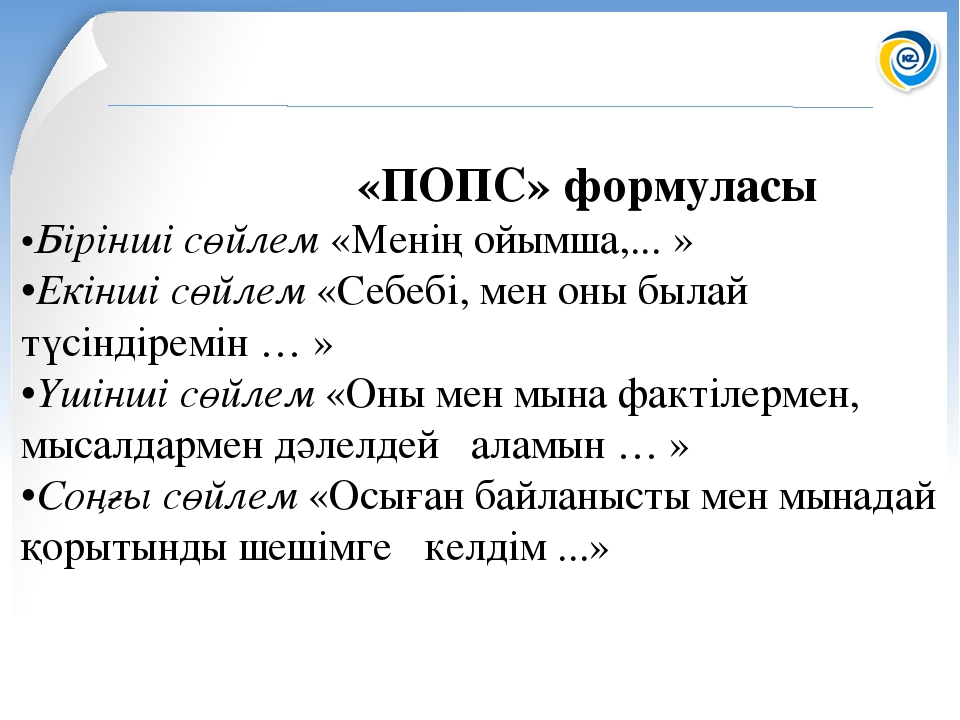 KZ
«ПОПС» формуласы
•Бірінші сөйлем «Менің ойымша,... »
•Екінші сөйлем «Себебі, мен оны былай
түсіндіремін … »
•Үшінші сөйлем «Оны мен мына фактілермен,
мысалдармен дәлелдей аламын … »
•Соңғы сөйлем «Осыған байланысты мен мынадай
қорытынды шешімге келдім ...»